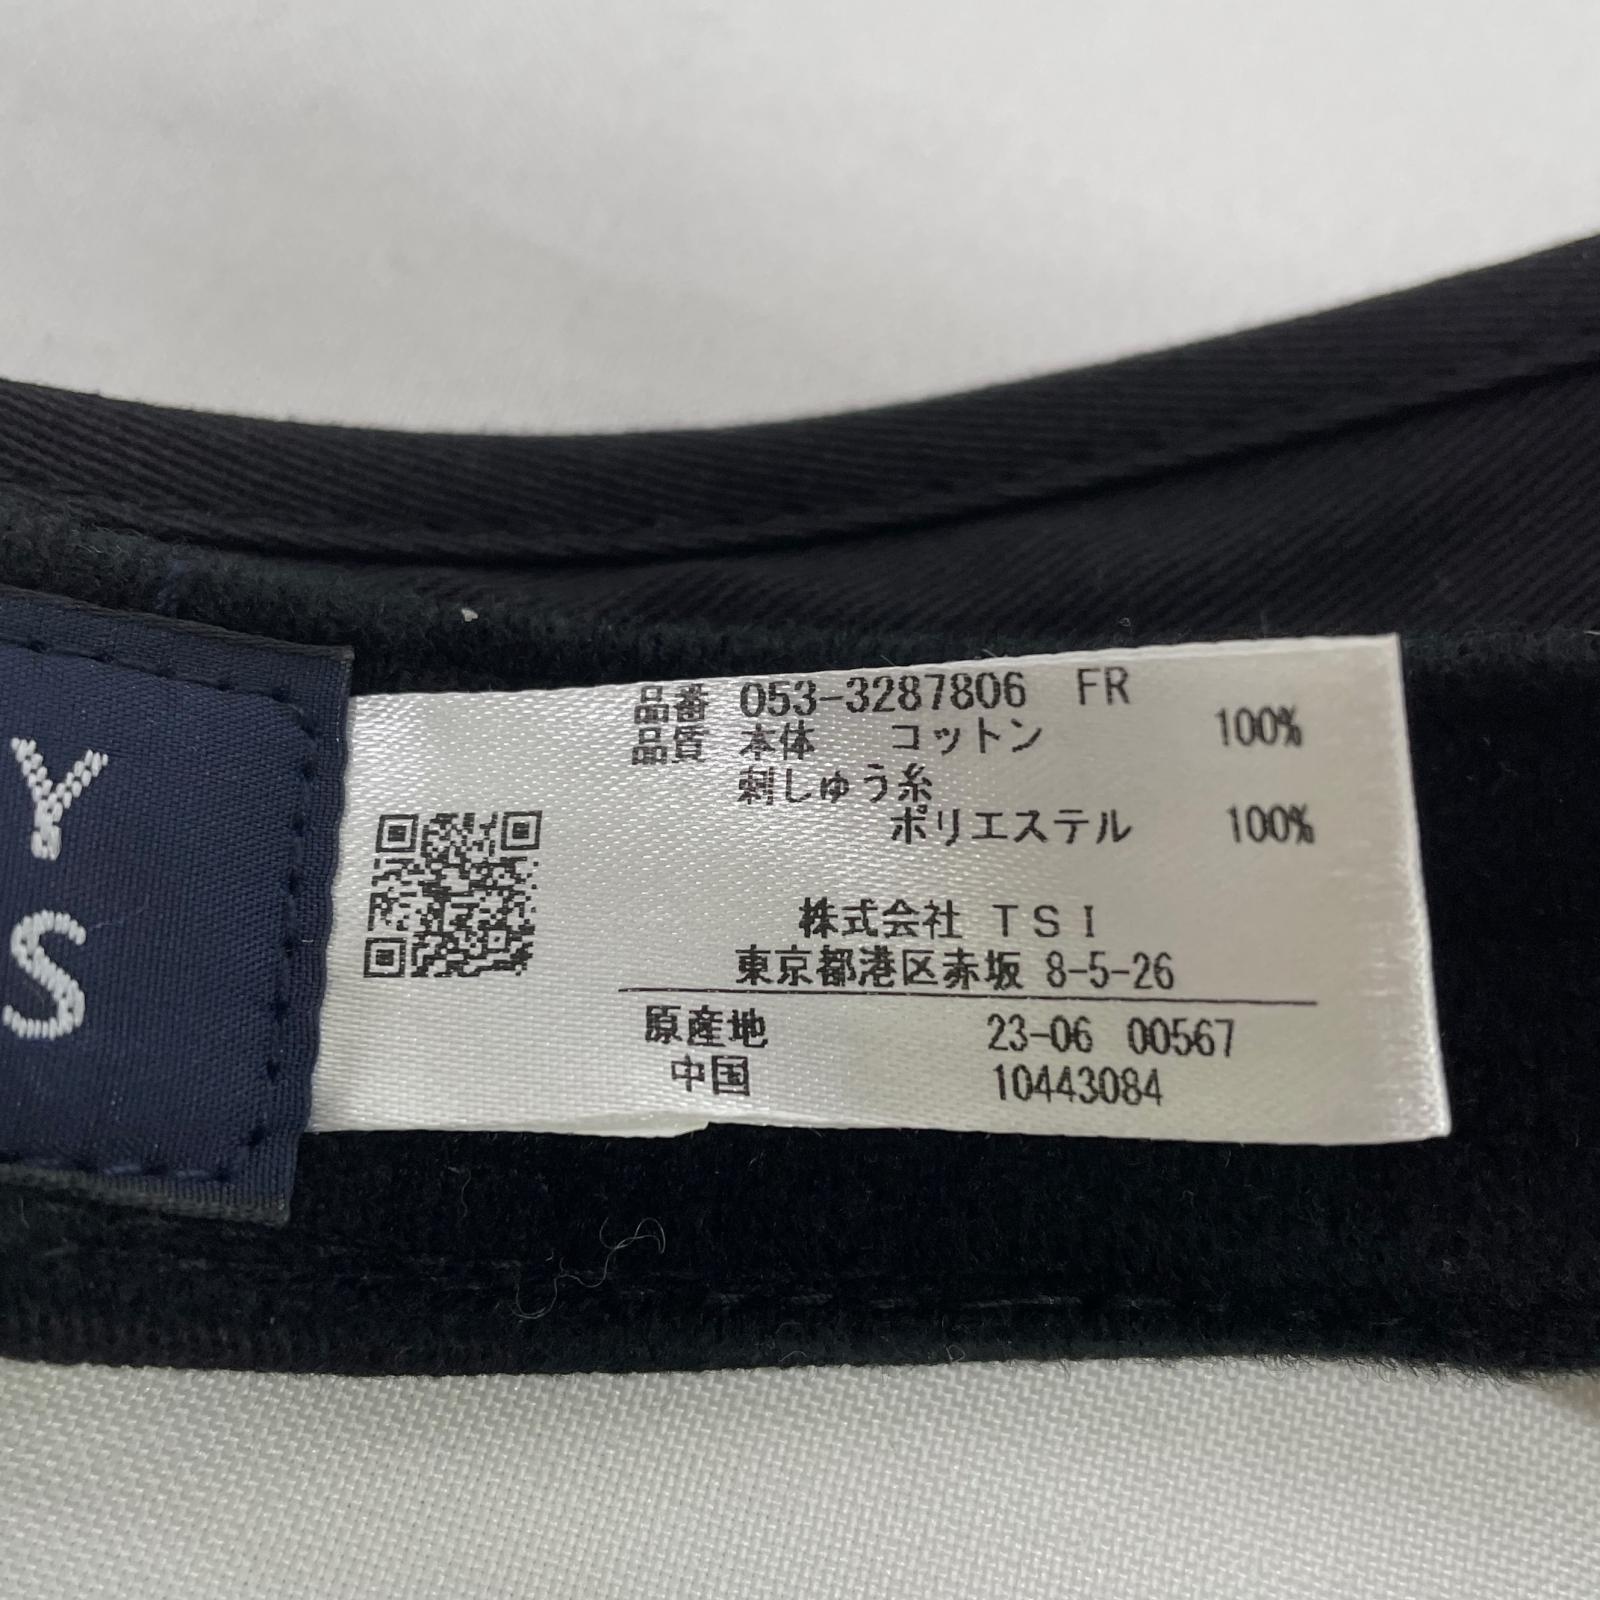 Y
S
品番 053-3287806 FR
品質 本体 コットン 100%
刺しゅう糸
ポリエステル 100%
株式会社 TSI
東京都港区赤坂 8-5-26
原産地 23-06 00567
中国 10443084